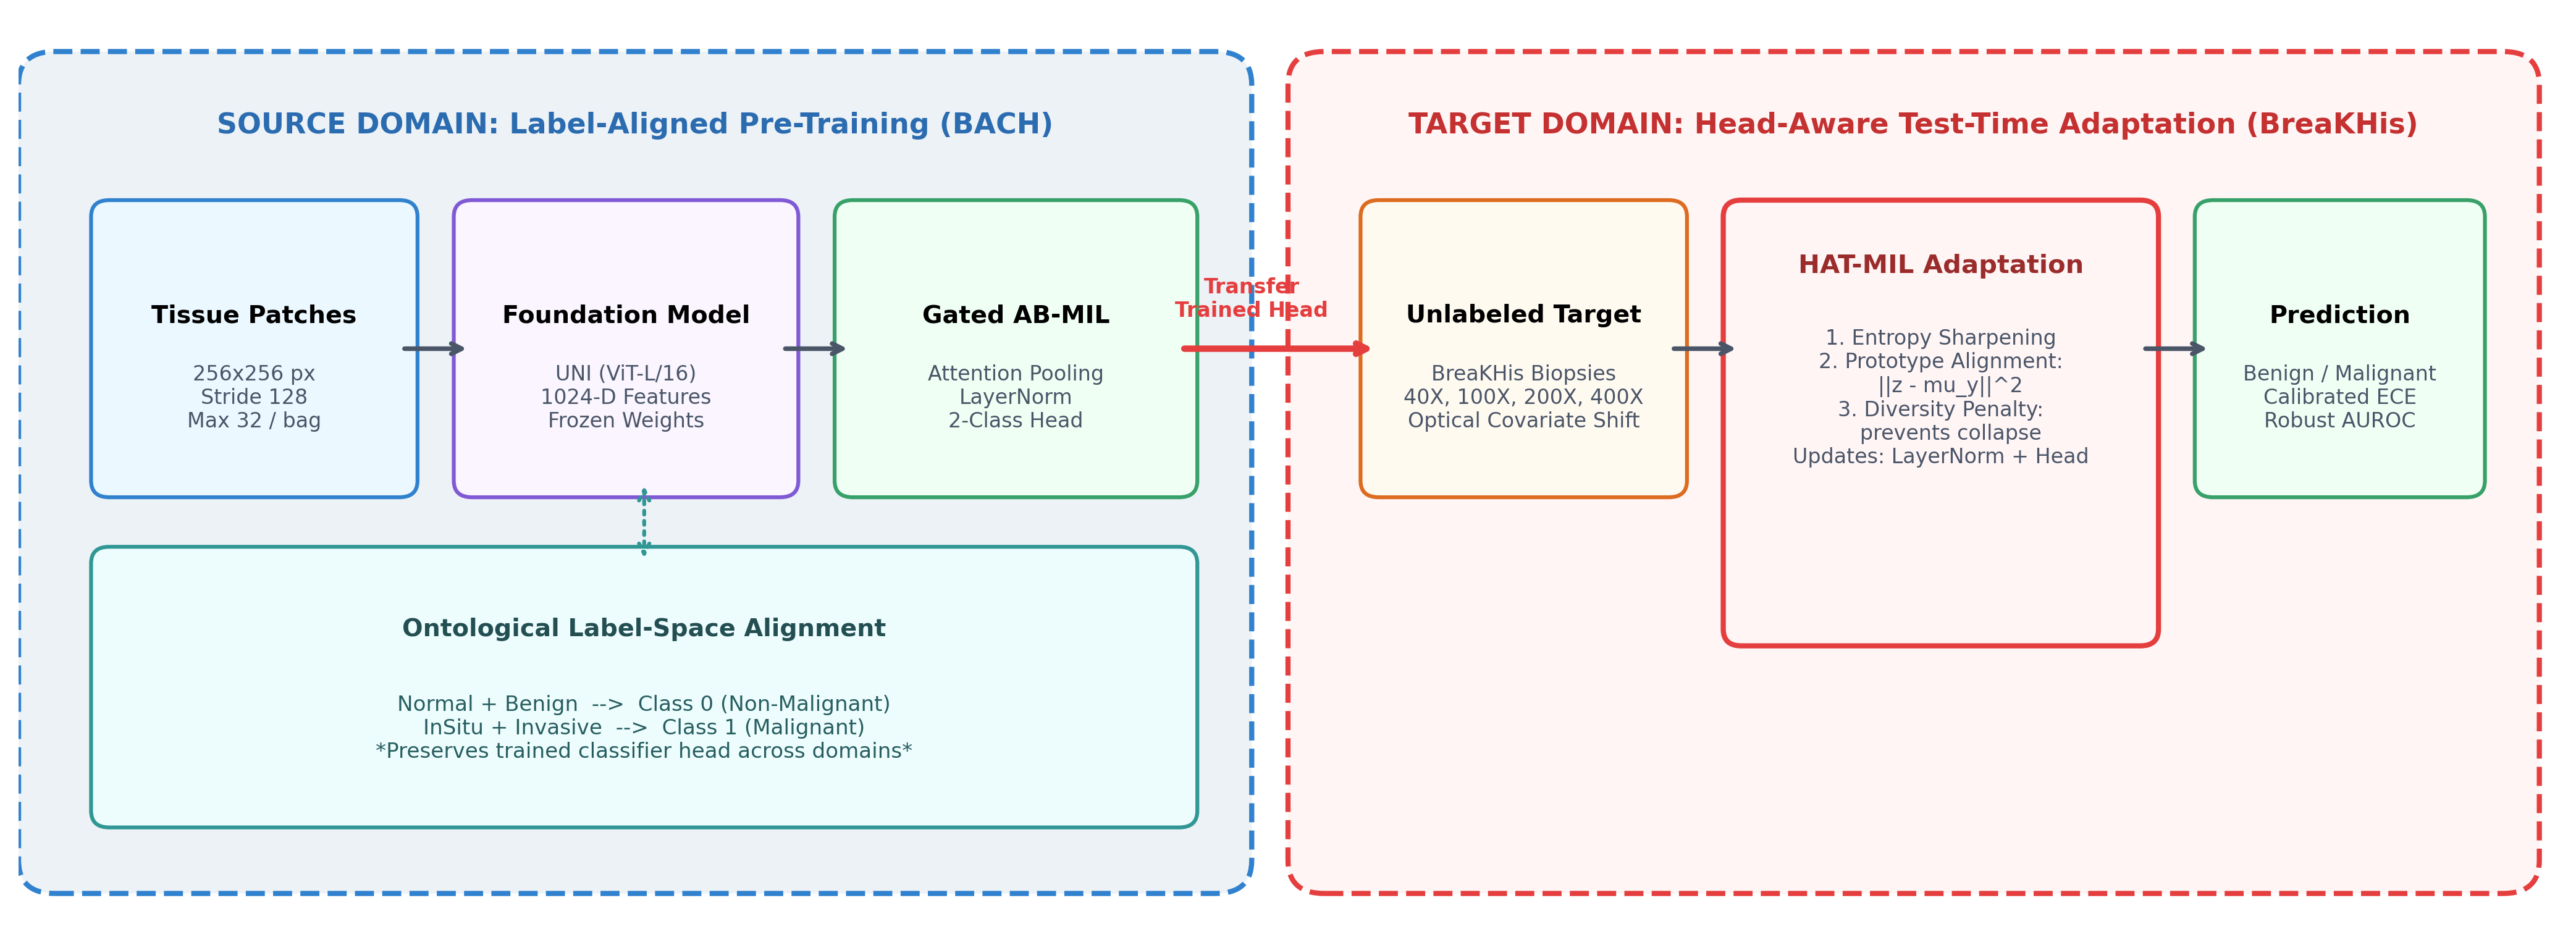 SOURCE DOMAIN: Label-Aligned Pre-Training (BACH)
Tissue Patches
256x256 px
Stride 128
Max 32 / bag
Foundation Model
UNI (ViT-L/16)
1024-D Features
Frozen Weights
Gated AB-MIL
Attention Pooling
LayerNorm
2-Class Head
Ontological Label-Space Alignment
Normal + Benign --> Class 0 (Non-Malignant)
InSitu + Invasive --> Class 1 (Malignant)
*Preserves trained classifier head across domains*
Transfer
Trained Head
TARGET DOMAIN: Head-Aware Test-Time Adaptation (BreaKHis)
Unlabeled Target
BreaKHis Biopsies
40X, 100X, 200X, 400X
Optical Covariate Shift
HAT-MIL Adaptation
1. Entropy Sharpening
2. Prototype Alignment:
||z - mu_y||^2
3. Diversity Penalty:
prevents collapse
Updates: LayerNorm + Head
Prediction
Benign / Malignant
Calibrated ECE
Robust AUROC